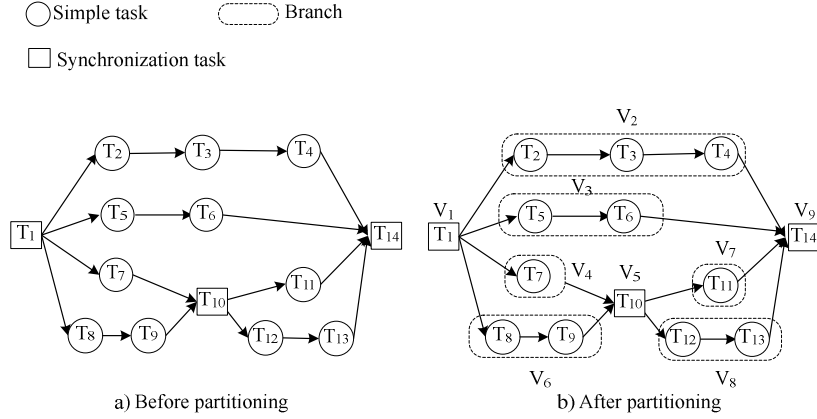 Simple task
Branch
Synchronization task
T2
T3
T4
T5
T6
T1
T14
T7
T10
T11
T8
T9
T12
T13
a) Before partitioning
V2
T2
T3
T4
V3
V1
T5
T6
V9
T1
T14
V7
T7
V4
V5
T11
T10
T8
T9
T12
T13
V6
V8
b) After partitioning